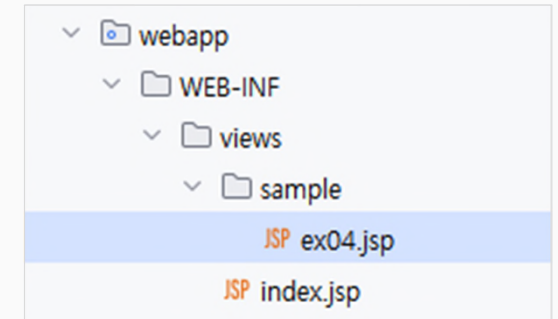 webapp
WEB-INF
views
sample
JSP ex04.jsp
JSP index.jsp